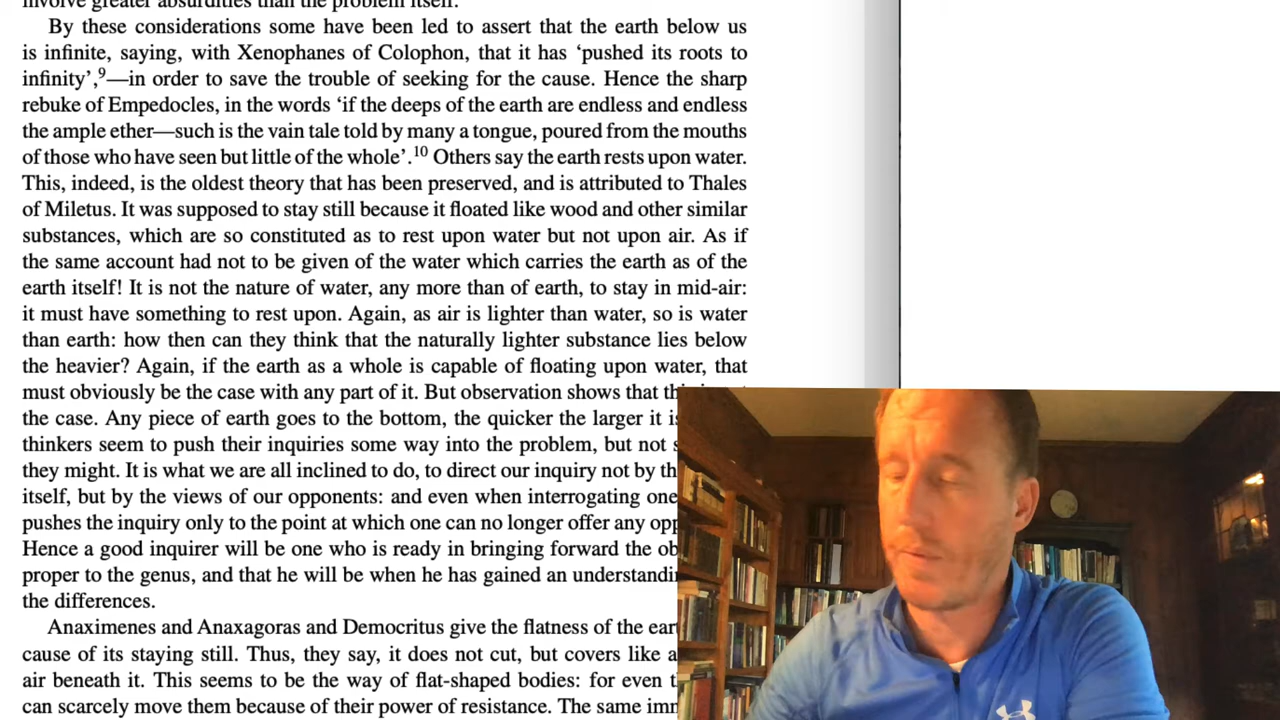 involve greater absurdities than the problem itself.
By these considerations some have been led to assert that the earth below us
is infinite, saying, with Xenophanes of Colophon, that it has ‘pushed its roots to
infinity’,⁹—in order to save the trouble of seeking for the cause. Hence the sharp
rebuke of Empedocles, in the words ‘if the deeps of the earth are endless and endless
the ample ether—such is the vain tale told by many a tongue, poured from the mouths
of those who have seen but little of the whole’.¹⁰ Others say the earth rests upon water.
This, indeed, is the oldest theory that has been preserved, and is attributed to Thales
of Miletus. It was supposed to stay still because it floated like wood and other similar
substances, which are so constituted as to rest upon water but not upon air. As if
the same account had not to be given of the water which carries the earth as of the
earth itself! It is not the nature of water, any more than of earth, to stay in mid-air:
it must have something to rest upon. Again, as air is lighter than water, so is water
than earth: how then can they think that the naturally lighter substance lies below
the heavier? Again, if the earth as a whole is capable of floating upon water, that
must obviously be the case with any part of it. But observation shows that
the case. Any piece of earth goes to the bottom, the quicker the larger it
thinkers seem to push their inquiries some way into the problem, but not
they might. It is what we are all inclined to do, to direct our inquiry not by
itself, but by the views of our opponents: and even when interrogating one
pushes the inquiry only to the point at which one can no longer offer any
Hence a good inquirer will be one who is ready in bringing forward the
proper to the genus, and that he will be when he has gained an
the differences.
Anaximenes and Anaxagoras and Democritus give the flatness of the
cause of its staying still. Thus, they say, it does not cut, but covers like a
air beneath it. This seems to be the way of flat-shaped bodies: for even
can scarcely move them because of their power of resistance. The same